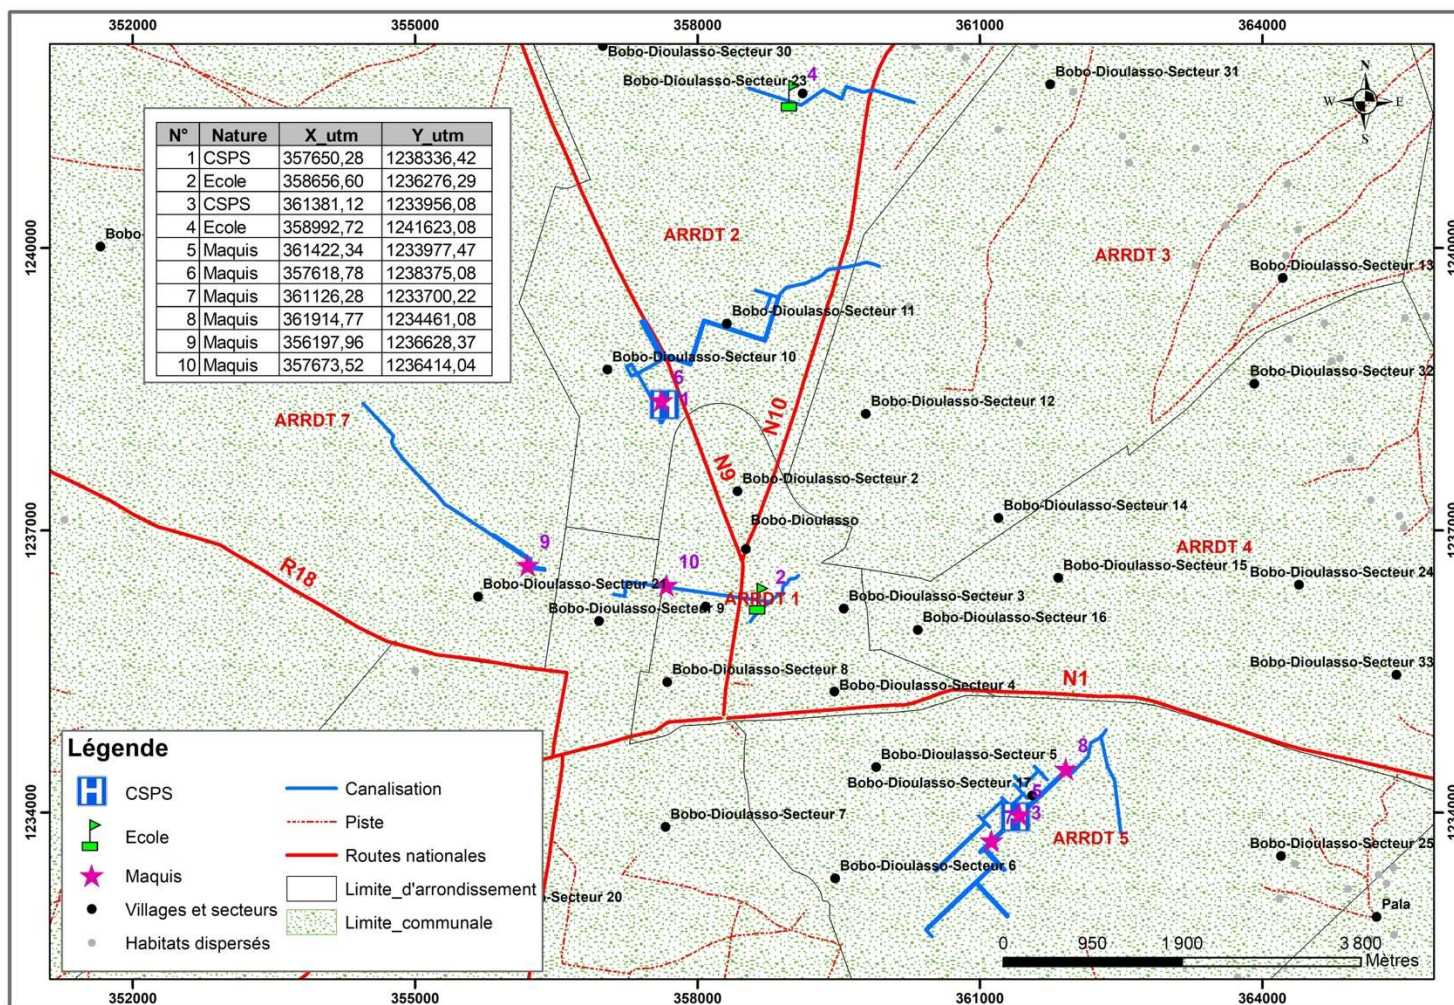 352000 355000 358000 361000 364000
Bobo-Dioulasso-Secteur 30
Bobo-Dioulasso-Secteur 23
4
Bobo-Dioulasso-Secteur 31
N
W E
S
N° Nature X_utm Y_utm
1 CSPS 357650,28 1238336,42
2 Ecole 358656,60 1236276,29
3 CSPS 361381,12 1233956,08
4 Ecole 358992,72 1241623,08
5 Maquis 361422,34 1233977,47
6 Maquis 357618,78 1238375,08
7 Maquis 361126,28 1233700,22
8 Maquis 361914,77 1234461,08
9 Maquis 356197,96 1236628,37
10 Maquis 357673,52 1236414,04
1240000
Bobo-
ARRDT 2
ARRDT 3
1240000
Bobo-Dioulasso-Secteur 13
Bobo-Dioulasso-Secteur 11
Bobo-Dioulasso-Secteur 10
6
1
Bobo-Dioulasso-Secteur 32
Bobo-Dioulasso-Secteur 12
ARRDT 7
N10
N9
Bobo-Dioulasso-Secteur 2
Bobo-Dioulasso-Secteur 14
1237000
Bobo-Dioulasso
1237000
9
ARRDT 4
R18
10
2
Bobo-Dioulasso-Secteur 15
Bobo-Dioulasso-Secteur 24
Bobo-Dioulasso-Secteur 21
ARRDT 1
Bobo-Dioulasso-Secteur 9
Bobo-Dioulasso-Secteur 3
Bobo-Dioulasso-Secteur 16
Bobo-Dioulasso-Secteur 8
Bobo-Dioulasso-Secteur 4
N1
Bobo-Dioulasso-Secteur 33
Bobo-Dioulasso-Secteur 5
8
Bobo-Dioulasso-Secteur 17
5
7
3
1234000
Bobo-Dioulasso-Secteur 7
ARRDT 5
1234000
Bobo-Dioulasso-Secteur 25
Bobo-Dioulasso-Secteur 6
-Secteur 20
Pala
Légende
CSPS
Ecole
Maquis
Villages et secteurs
Habitats dispersés
Canalisation
Piste
Routes nationales
Limite_d'arrondissement
Limite_communale
0 950 1 900 3 800
Mètres
352000 355000 358000 361000 364000